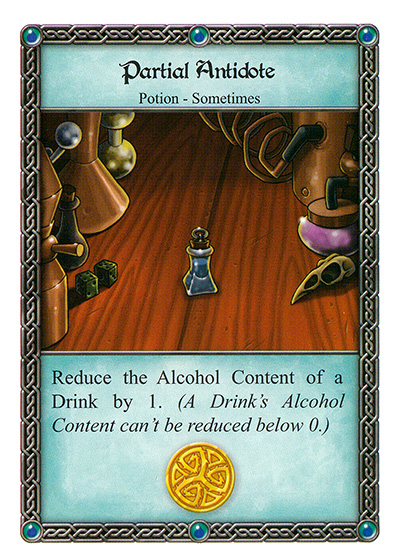 Partial Antidote
Potion - Sometimes
Reduce the Alcohol Content of a
Drink by 1. (A Drink's Alcohol
Content can't be reduced below 0.)